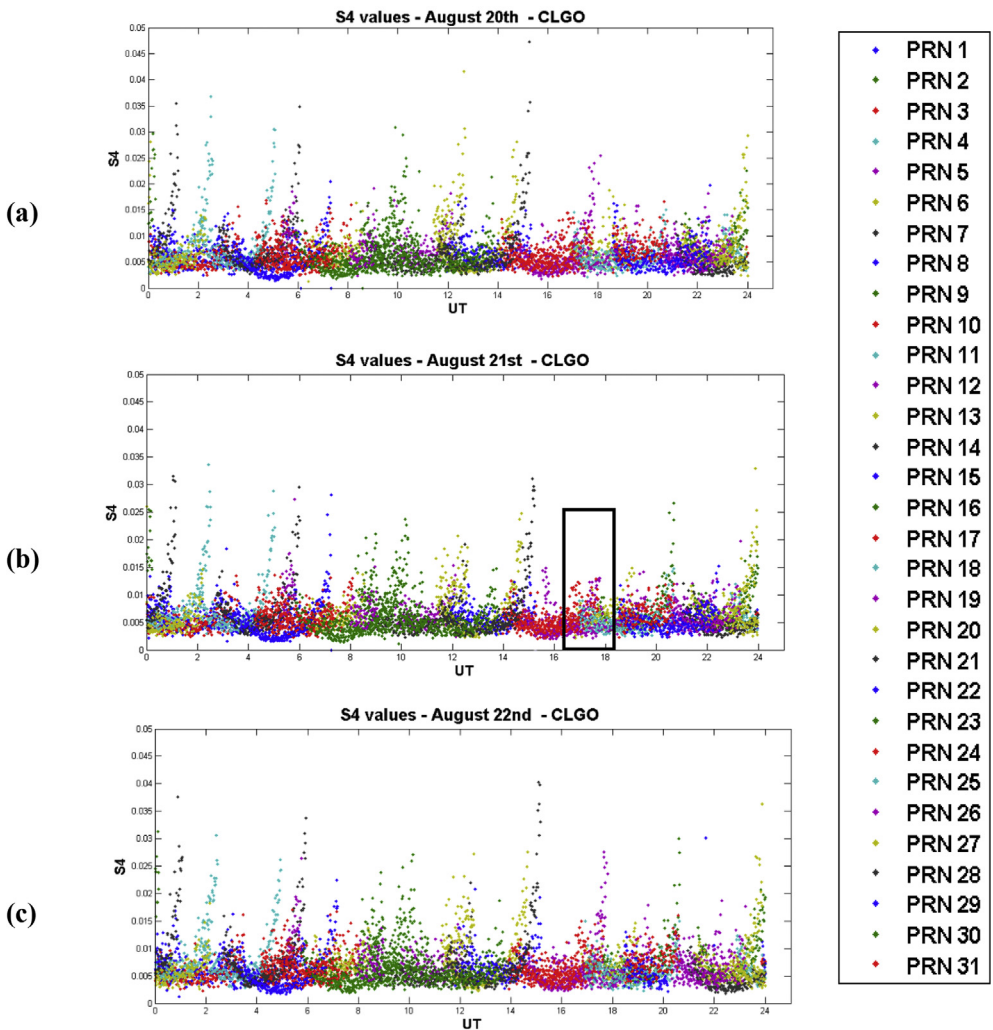 S4 values - August 20th - CLGO
(a)
S4
0.05
0.045
0.04
0.035
0.03
0.025
0.02
0.015
0.01
0.005
0
0 2 4 6 8 10 12 14 16 18 20 22 24
UT
S4 values - August 21st - CLGO
(b)
S4
0.05
0.045
0.04
0.035
0.03
0.025
0.02
0.015
0.01
0.005
0
0 2 4 6 8 10 12 14 16 18 20 22 24
UT
S4 values - August 22nd - CLGO
(c)
S4
0.05
0.045
0.04
0.035
0.03
0.025
0.02
0.015
0.01
0.005
0
0 2 4 6 8 10 12 14 16 18 20 22 24
UT
PRN 1
PRN 2
PRN 3
PRN 4
PRN 5
PRN 6
PRN 7
PRN 8
PRN 9
PRN 10
PRN 11
PRN 12
PRN 13
PRN 14
PRN 15
PRN 16
PRN 17
PRN 18
PRN 19
PRN 20
PRN 21
PRN 22
PRN 23
PRN 24
PRN 25
PRN 26
PRN 27
PRN 28
PRN 29
PRN 30
PRN 31